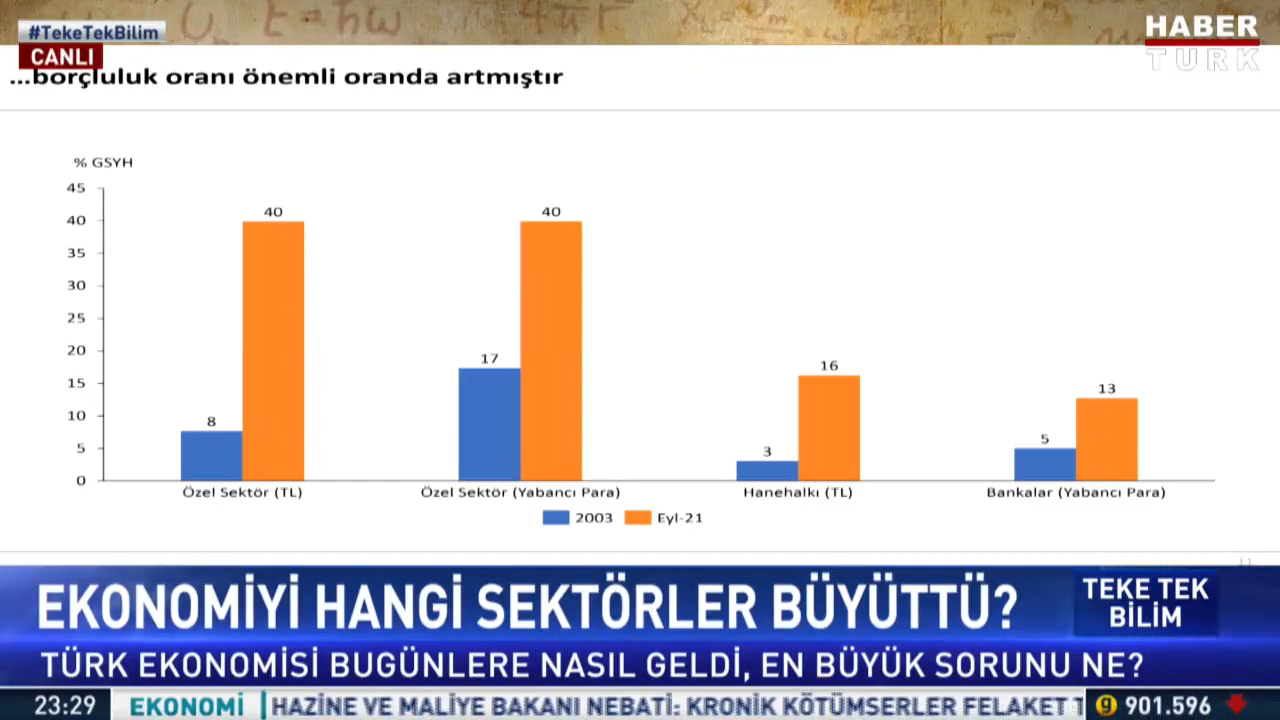 #TekeTekBilim
CANLI
HABER
TURK
...borçluluk oranı önemli oranda artmıştır
% GSYH
45
40
35
30
25
20
15
10
5
0
8
40
17
40
3
16
5
13
Özel Sektör (TL)
Özel Sektör (Yabancı Para)
Hanehalkı (TL)
Bankalar (Yabancı Para)
2003
Eyl-21
EKONOMİYİ HANGİ SEKTÖRLER BÜYÜTTÜ?
TEKE TEK
BİLİM
TÜRK EKONOMİSİ BUGÜNLERE NASIL GELDİ, EN BÜYÜK SORUNU NE?
23:29
EKONOMİ
HAZİNE VE MALİYE BAKANI NEBATİ: KRONİK KÖTÜMSERLER FELAKET
901.596